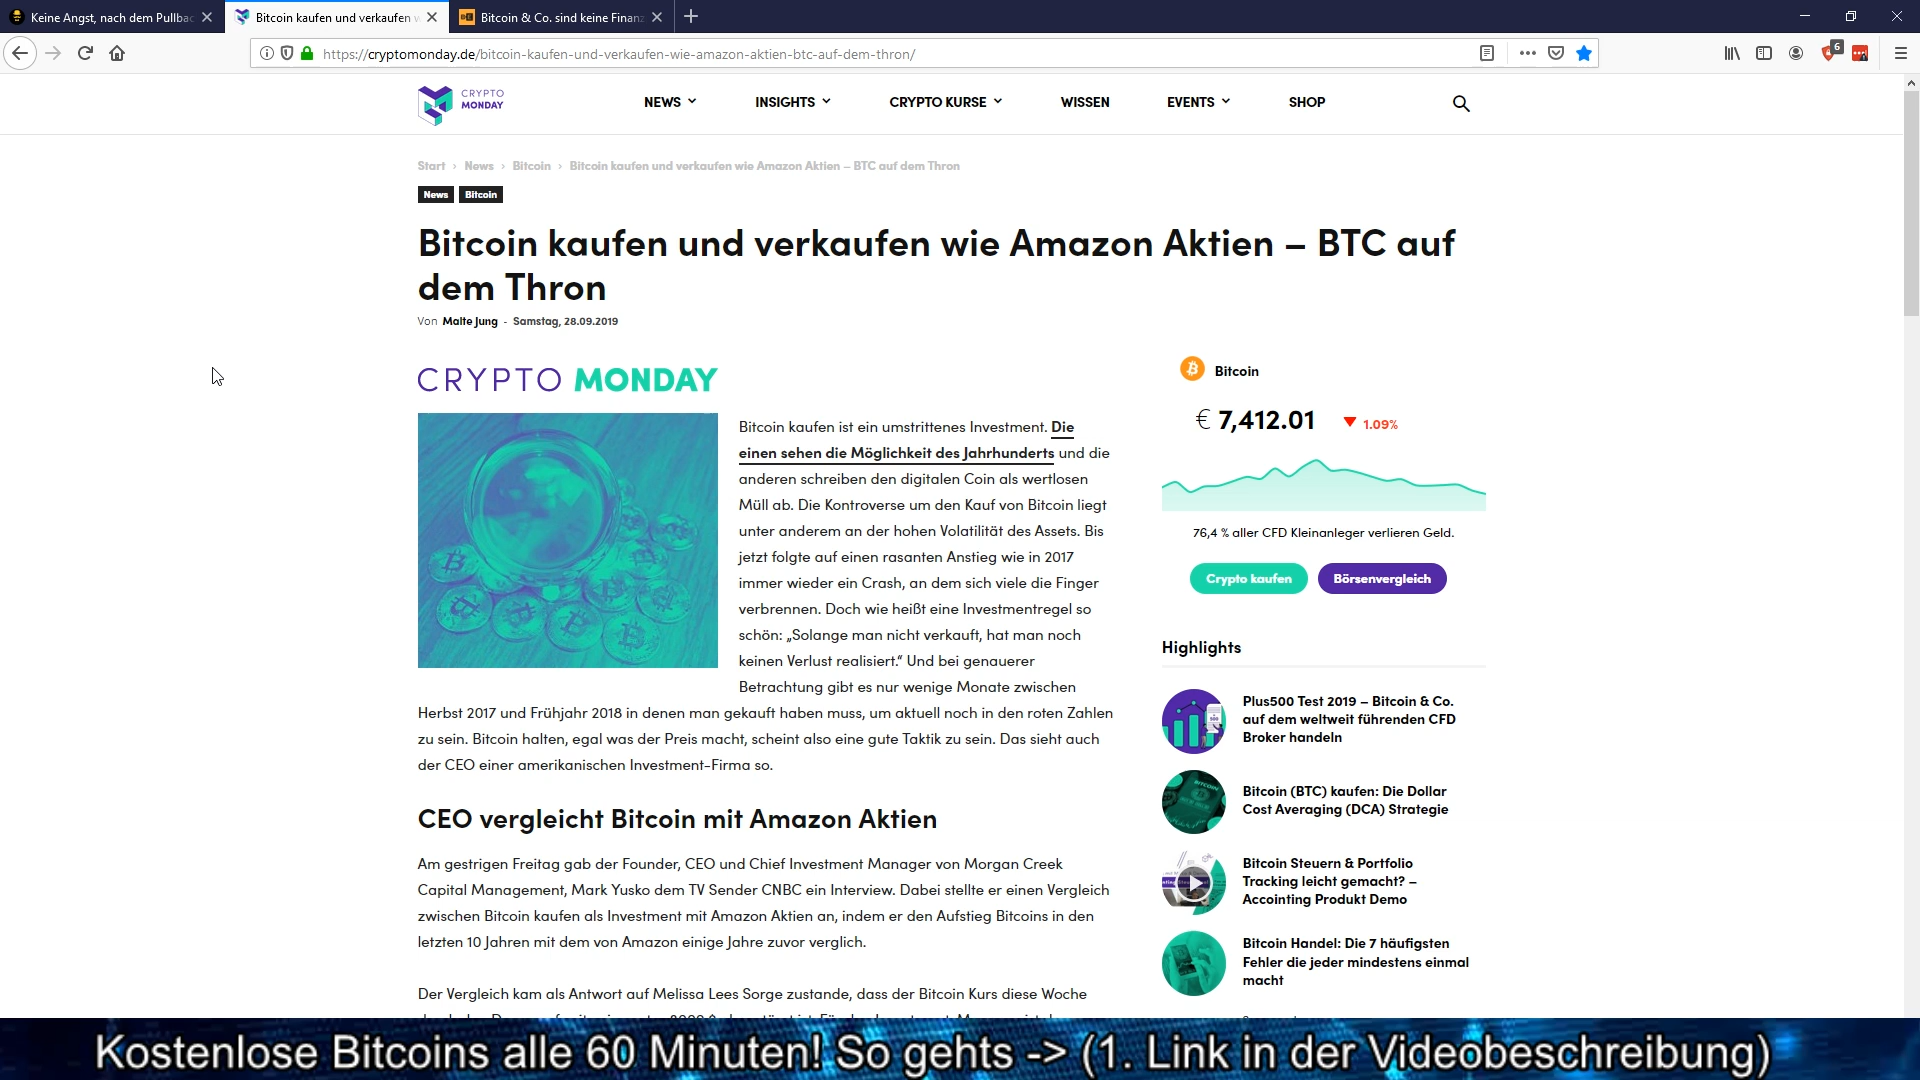 Keine Angst, nach dem Pullbac
Bitcoin kaufen und verkaufen w
Bitcoin & Co. sind keine Finanz
https://cryptomonday.de/bitcoin-kaufen-und-verkaufen-wie-amazon-aktien-btc-auf-dem-thron/
6
CRYPTO
MONDAY
NEWS
INSIGHTS
CRYPTO KURSE
WISSEN
EVENTS
SHOP
Start › News › Bitcoin › Bitcoin kaufen und verkaufen wie Amazon Aktien – BTC auf dem Thron
News
Bitcoin
Bitcoin kaufen und verkaufen wie Amazon Aktien – BTC auf
dem Thron
Von Malte Jung - Samstag, 28.09.2019
CRYPTO MONDAY
Bitcoin kaufen ist ein umstrittenes Investment. Die
einen sehen die Möglichkeit des Jahrhunderts und die
anderen schreiben den digitalen Coin als wertlosen
Müll ab. Die Kontroverse um den Kauf von Bitcoin liegt
unter anderem an der hohen Volatilität des Assets. Bis
jetzt folgte auf einen rasanten Anstieg wie in 2017
immer wieder ein Crash, an dem sich viele die Finger
verbrennen. Doch wie heißt eine Investmentregel so
schön: „Solange man nicht verkauft, hat man noch
keinen Verlust realisiert.“ Und bei genauerer
Betrachtung gibt es nur wenige Monate zwischen
Herbst 2017 und Frühjahr 2018 in denen man gekauft haben muss, um aktuell noch in den roten Zahlen
zu sein. Bitcoin halten, egal was der Preis macht, scheint also eine gute Taktik zu sein. Das sieht auch
der CEO einer amerikanischen Investment-Firma so.
CEO vergleicht Bitcoin mit Amazon Aktien
Am gestrigen Freitag gab der Founder, CEO und Chief Investment Manager von Morgan Creek
Capital Management, Mark Yusko dem TV Sender CNBC ein Interview. Dabei stellte er einen Vergleich
zwischen Bitcoin kaufen als Investment mit Amazon Aktien an, indem er den Aufstieg Bitcoins in den
letzten 10 Jahren mit dem von Amazon einige Jahre zuvor verglich.
Der Vergleich kam als Antwort auf Melissa Lees Sorge zustande, dass der Bitcoin Kurs diese Woche
Bitcoin
€ 7,412.01 ▼ 1.09%
76,4 % aller CFD Kleinanleger verlieren Geld.
Crypto kaufen
Börsenvergleich
Highlights
Plus500 Test 2019 – Bitcoin & Co.
auf dem weltweit führenden CFD
Broker handeln
Bitcoin (BTC) kaufen: Die Dollar
Cost Averaging (DCA) Strategie
Bitcoin Steuern & Portfolio
Tracking leicht gemacht? –
Accointing Produkt Demo
Bitcoin Handel: Die 7 häufigsten
Fehler die jeder mindestens einmal
macht
Kostenlose Bitcoins alle 60 Minuten! So gehts -> (1. Link in der Videobeschreibung)